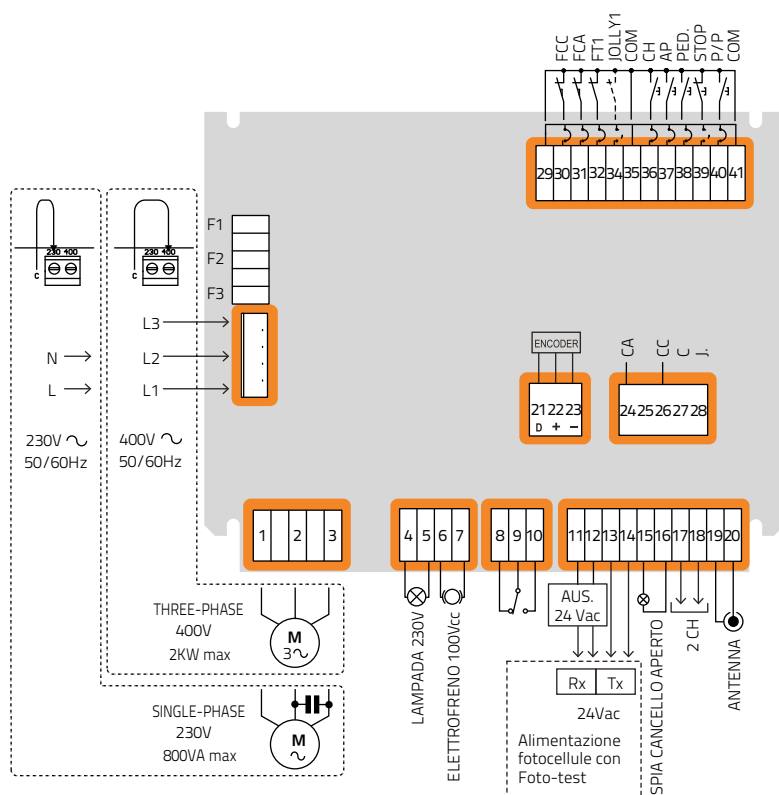 FCC
FCA
FT1
JOLLY1
COM
CH
AP
PED.
STOP
P/P
COM
29 30 31 32 34 35 36 37 38 39 40 41
F1
F2
F3
230 400
C
230 400
C
L3
L2
L1
N
L
230V
50/60Hz
400V
50/60Hz
ENCODER
21 22 23
D + −
CA
CC
C
J.
24 25 26 27 28
1 2 3
4 5 6 7
8 9 10
11 12 13 14 15 16 17 18 19 20
THREE-PHASE
400V
2KW max
M
3
SINGLE-PHASE
230V
800VA max
M
LAMPADA 230V
ELETTROFRENO 100Vcc
AUS.
24 Vac
Rx Tx
24Vac
Alimentazione
fotocellule con
Foto-test
SPIA CANCELLO APERTO
2 CH
ANTENNA